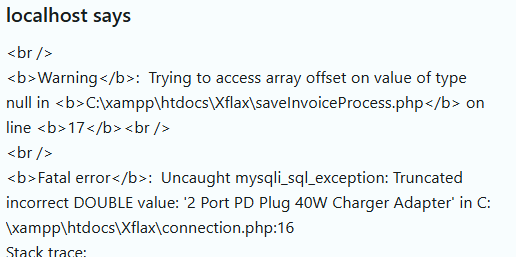 localhost says
<br />
<b>Warning</b>:  Trying to access array offset on value of type
null in <b>C:\xampp\htdocs\Xflax\saveInvoiceProcess.php</b> on
line <b>17</b><br />
<br />
<b>Fatal error</b>:  Uncaught mysqli_sql_exception: Truncated
incorrect DOUBLE value: '2 Port PD Plug 40W Charger Adapter' in C:
\xampp\htdocs\Xflax\connection.php:16
Stack trace: